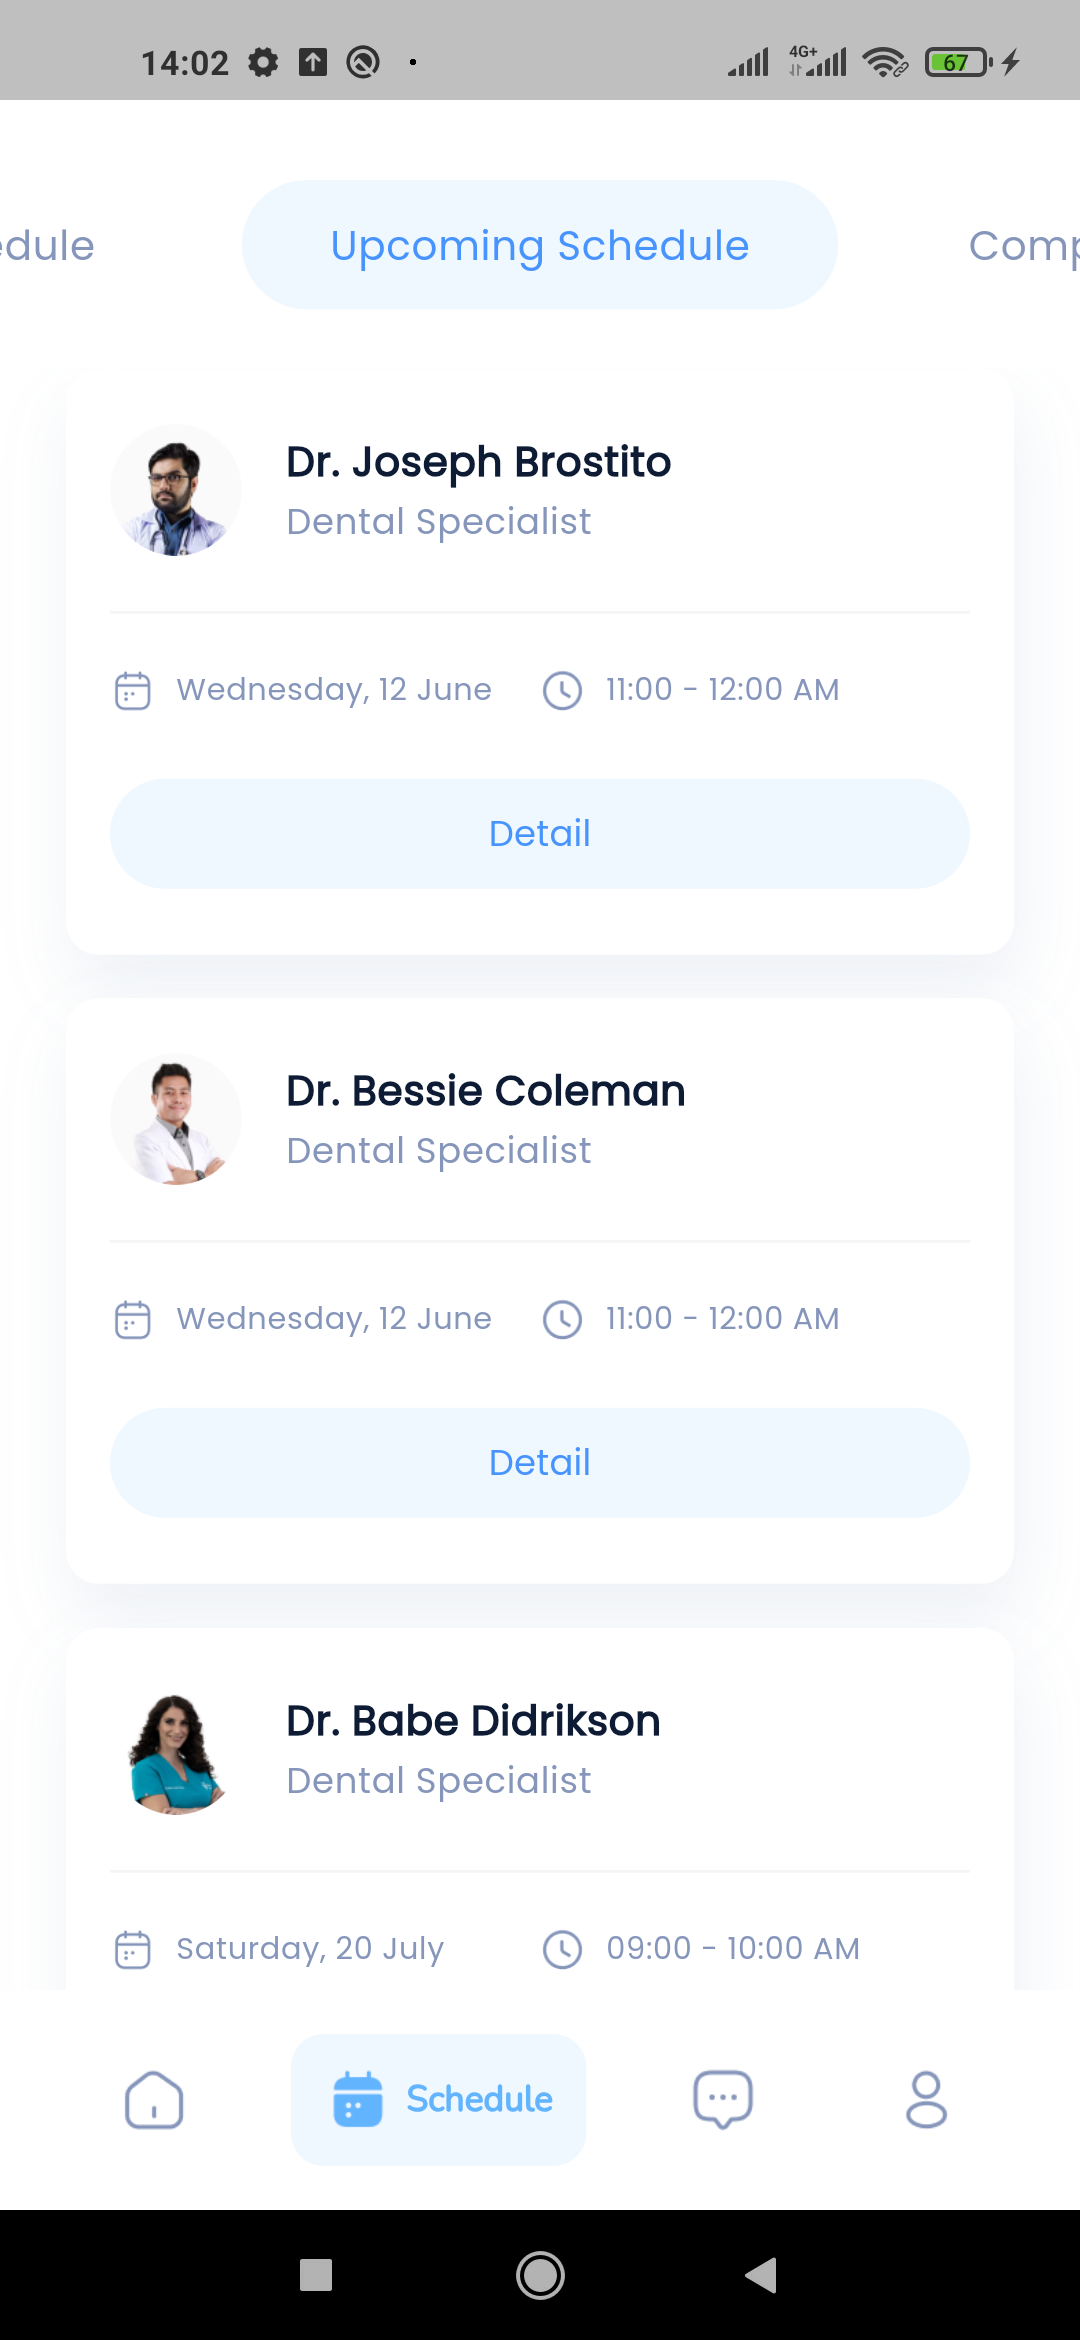 14:02
4G+
67
edule
Upcoming Schedule
Comp
Dr. Joseph Brostito
Dental Specialist
Wednesday, 12 June
11:00 - 12:00 AM
Detail
Dr. Bessie Coleman
Dental Specialist
Wednesday, 12 June
11:00 - 12:00 AM
Detail
Dr. Babe Didrikson
Dental Specialist
Saturday, 20 July
09:00 - 10:00 AM
Schedule